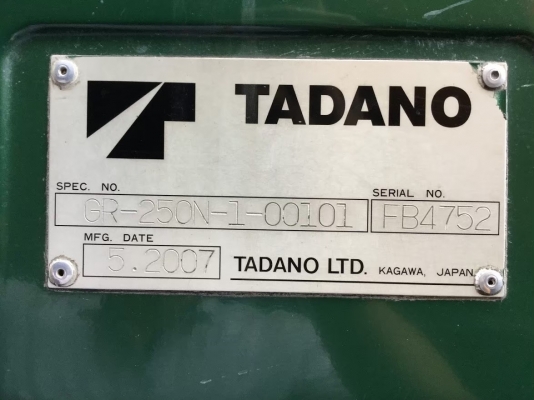 TADANO
SPEC. NO.
GR-250N-1-00101
SERIAL NO.
FB4752
MFG. DATE
5.2007
TADANO LTD. KAGAWA, JAPAN